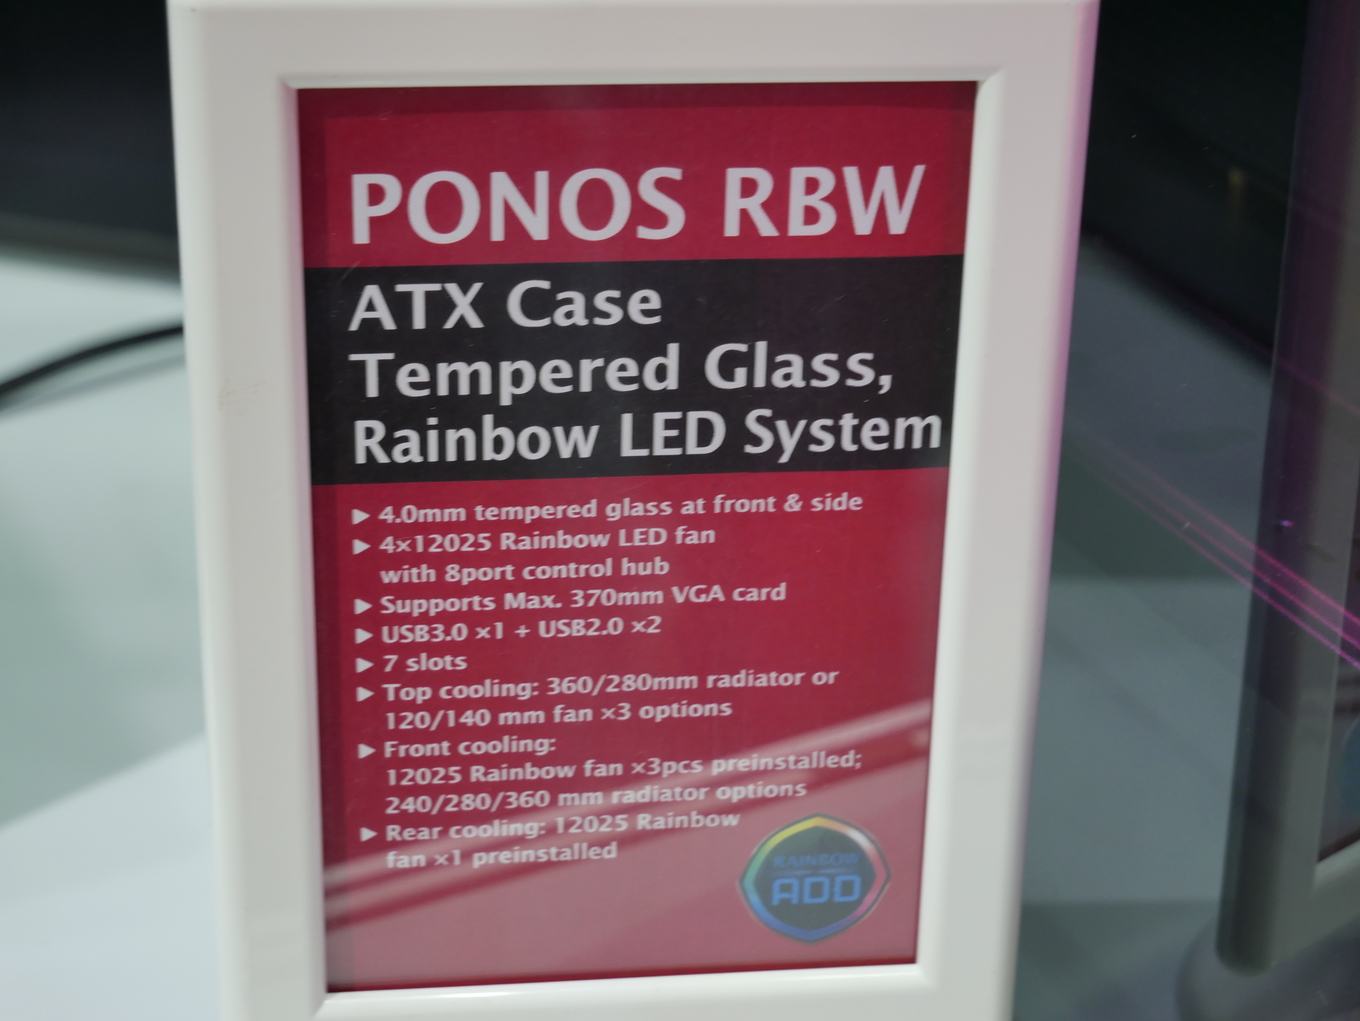 PONOS RBW
ATX Case
Tempered Glass,
Rainbow LED System
▶ 4.0mm tempered glass at front & side
▶ 4×12025 Rainbow LED fan
with 8port control hub
▶ Supports Max. 370mm VGA card
▶ USB3.0 ×1 + USB2.0 ×2
▶ 7 slots
▶ Top cooling: 360/280mm radiator or
120/140 mm fan ×3 options
▶ Front cooling:
12025 Rainbow fan ×3pcs preinstalled;
240/280/360 mm radiator options
▶ Rear cooling: 12025 Rainbow
fan ×1 preinstalled
RAINBOW
ADD